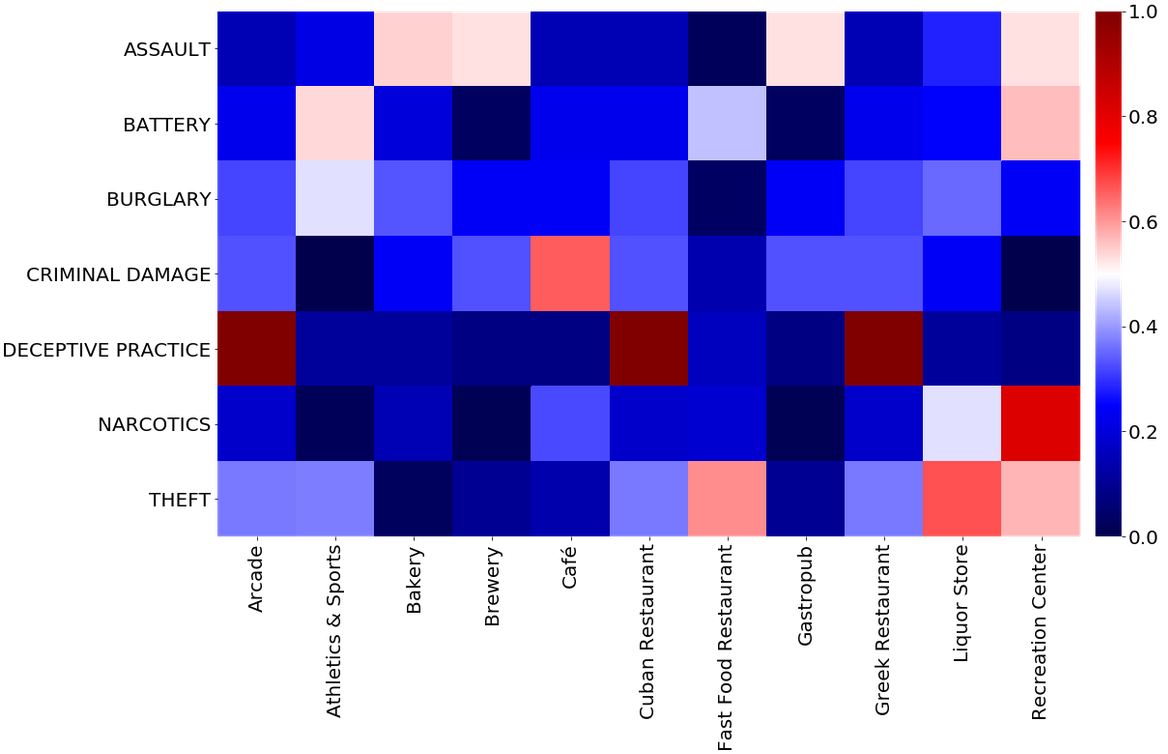 ASSAULT
BATTERY
BURGLARY
CRIMINAL DAMAGE
DECEPTIVE PRACTICE
NARCOTICS
THEFT
Arcade
Athletics & Sports
Bakery
Brewery
Café
Cuban Restaurant
Fast Food Restaurant
Gastropub
Greek Restaurant
Liquor Store
Recreation Center
1.0
0.8
0.6
0.4
0.2
0.0